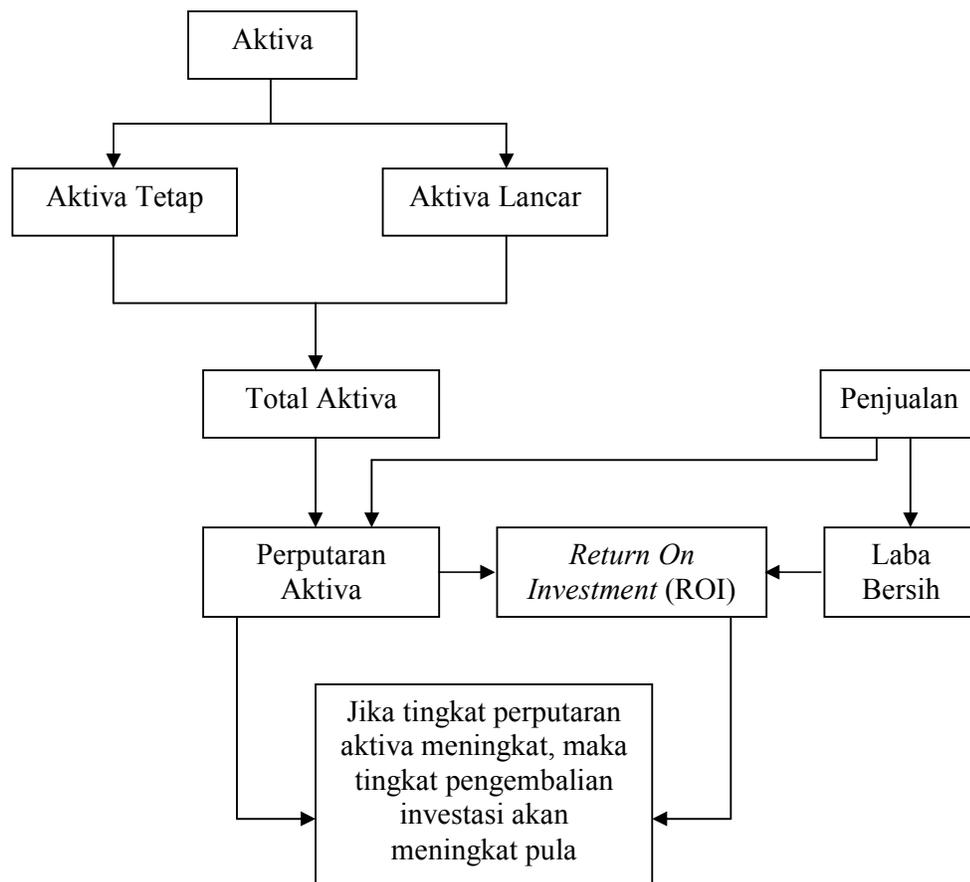 Aktiva
Aktiva Tetap
Aktiva Lancar
Total Aktiva
Penjualan
Perputaran
Aktiva
Return On
Investment (ROI)
Laba
Bersih
Jika tingkat perputaran
aktiva meningkat, maka
tingkat pengembalian
investasi akan
meningkat pula